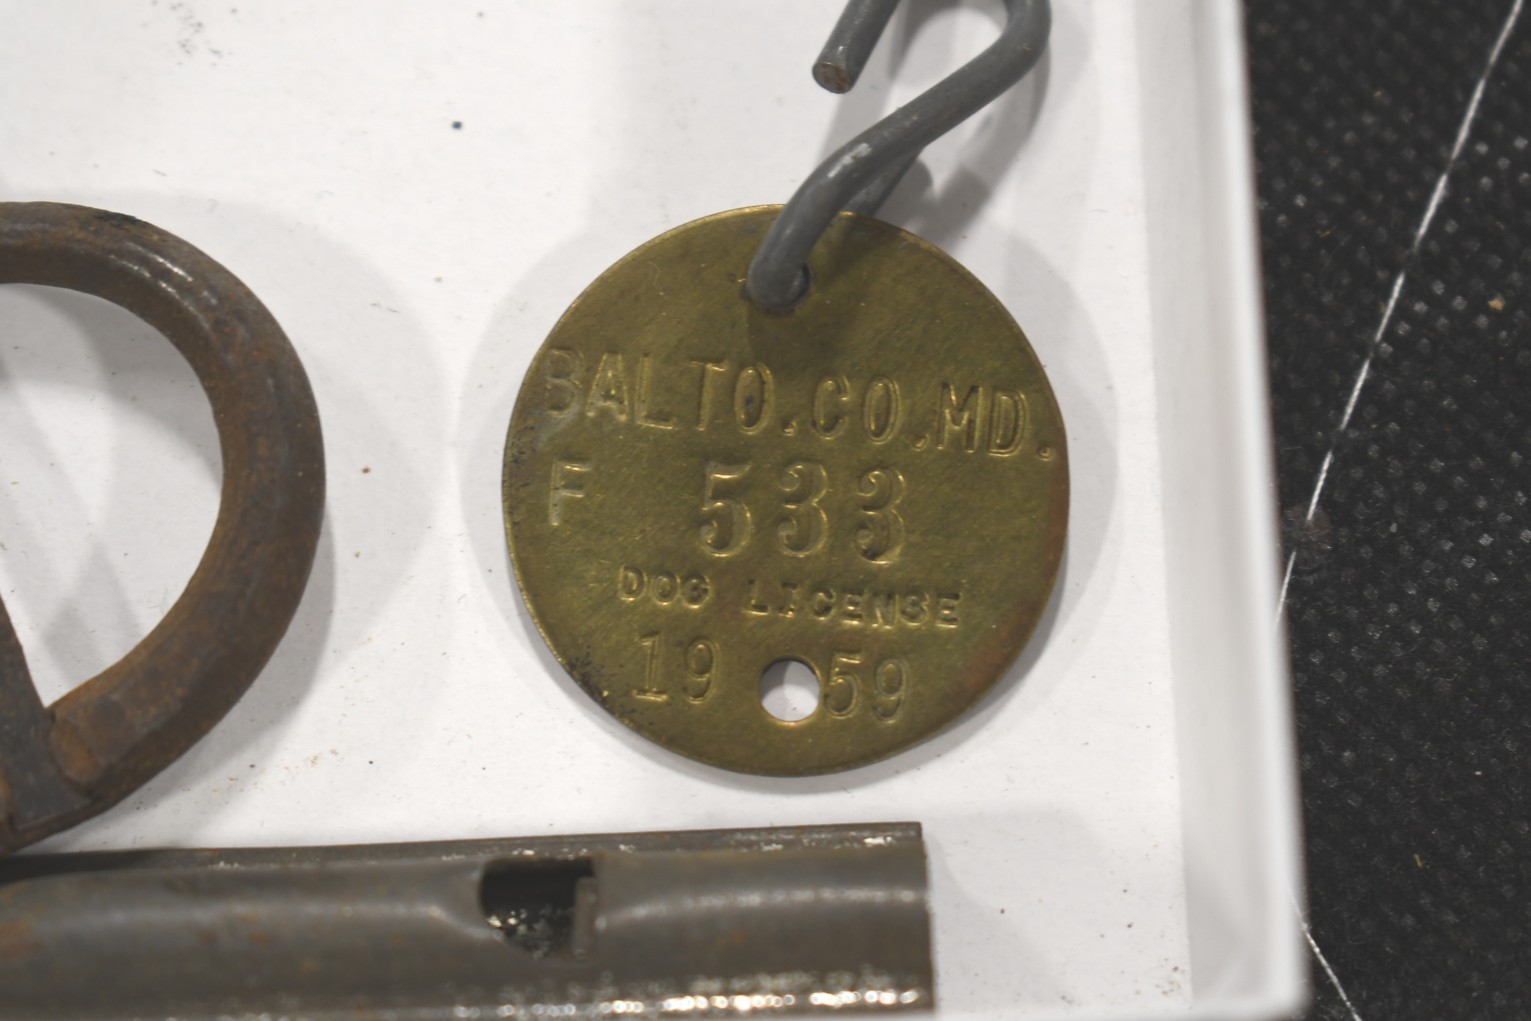 BALTO.CO.MD.
F 533
DOG LICENSE
19 59